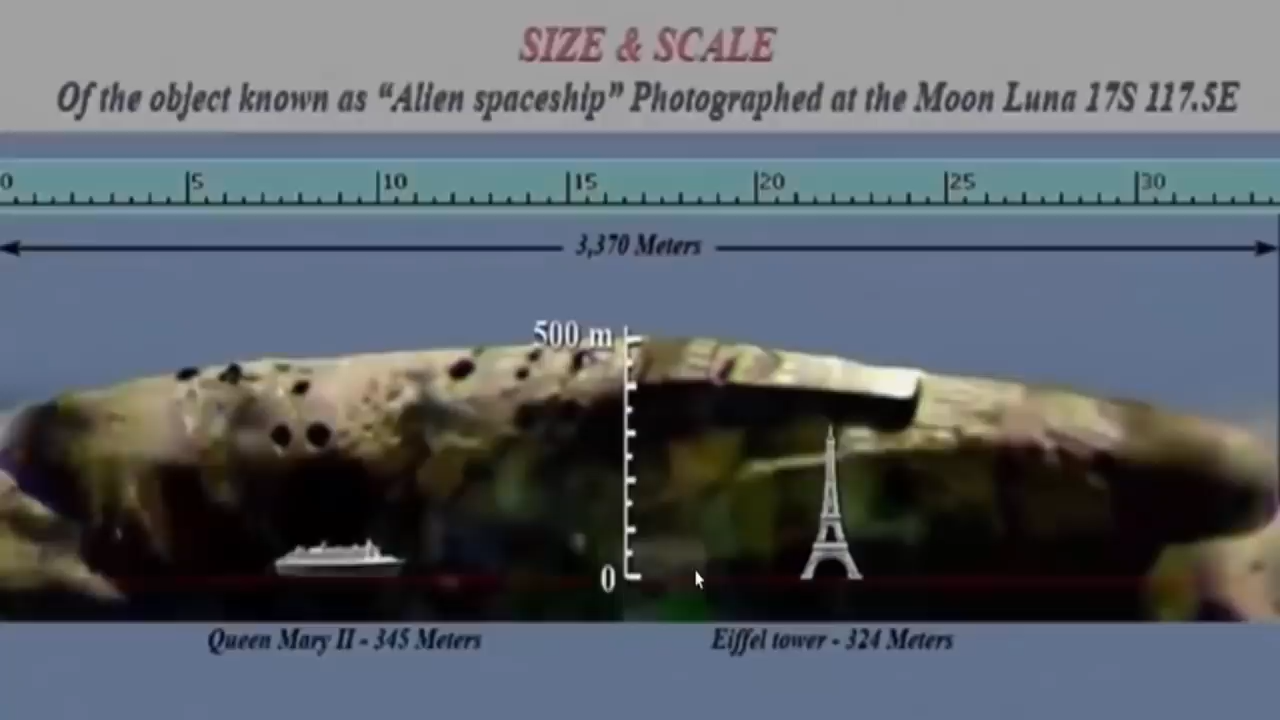 SIZE & SCALE
Of the object known as “Alien spaceship” Photographed at the Moon Luna 17S 117.5E
0 5 10 15 20 25 30
3,370 Meters
500 m
0
Queen Mary II - 345 Meters
Eiffel tower - 324 Meters